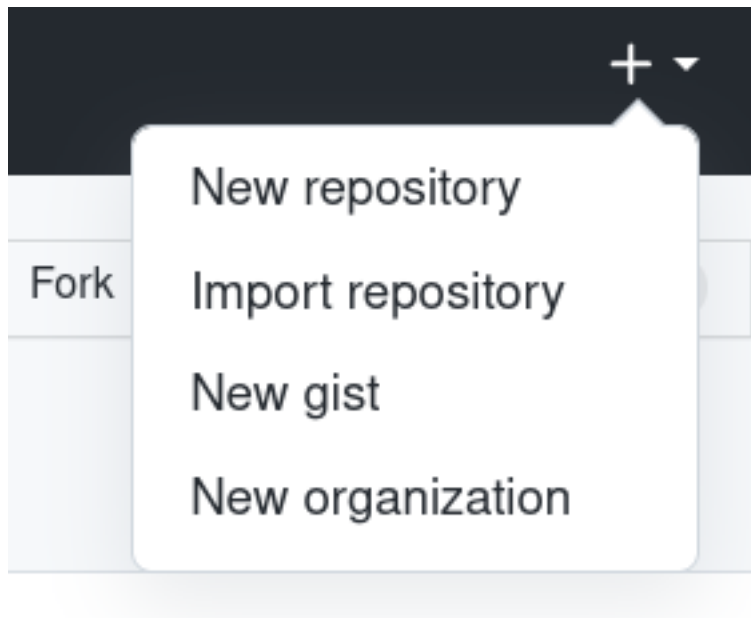 New repository
Fork
Import repository
New gist
New organization